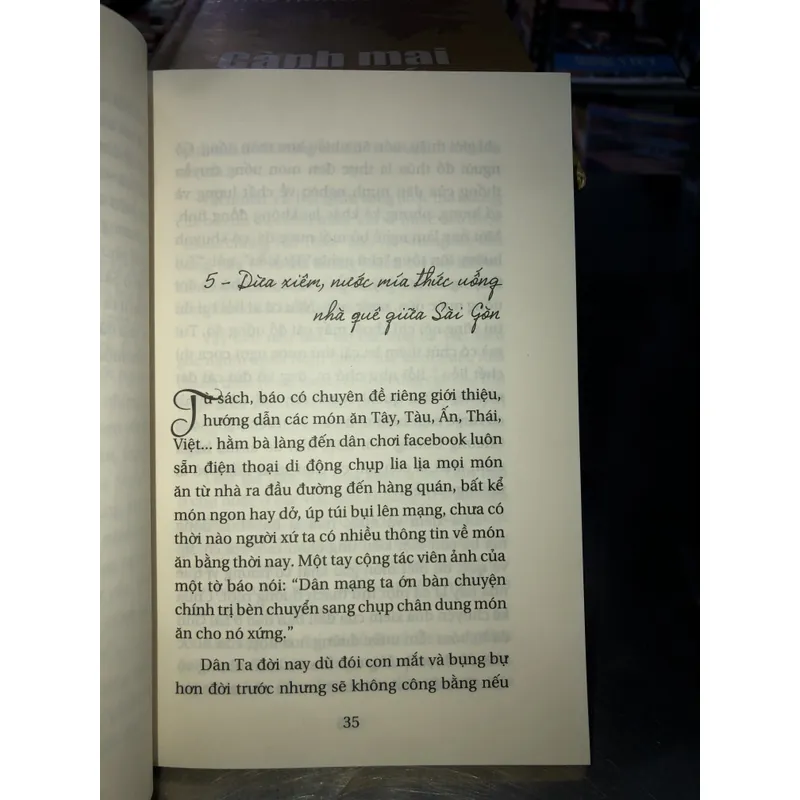 Gành mai
5 - Dừa xiêm, nước mía thức uống
nhà quê giữa Sài Gòn
Từ sách, báo có chuyên đề riêng giới thiệu,
hướng dẫn các món ăn Tây, Tàu, Ấn, Thái,
Việt... hằm bà làng đến dân chơi facebook luôn
sẵn điện thoại di động chụp lia lịa mọi món
ăn từ nhà ra đầu đường đến hàng quán, bất kể
món ngon hay dở, úp túi bụi lên mạng, chưa có
thời nào người xứ ta có nhiều thông tin về món
ăn bằng thời nay. Một tay cộng tác viên ảnh của
một tờ báo nói: “Dân mạng ta ớn bàn chuyện
chính trị bèn chuyển sang chụp chân dung món
ăn cho nó xứng.”
Dân Ta đời nay dù đói con mắt và bụng bự
hơn đời trước nhưng sẽ không công bằng nếu
35